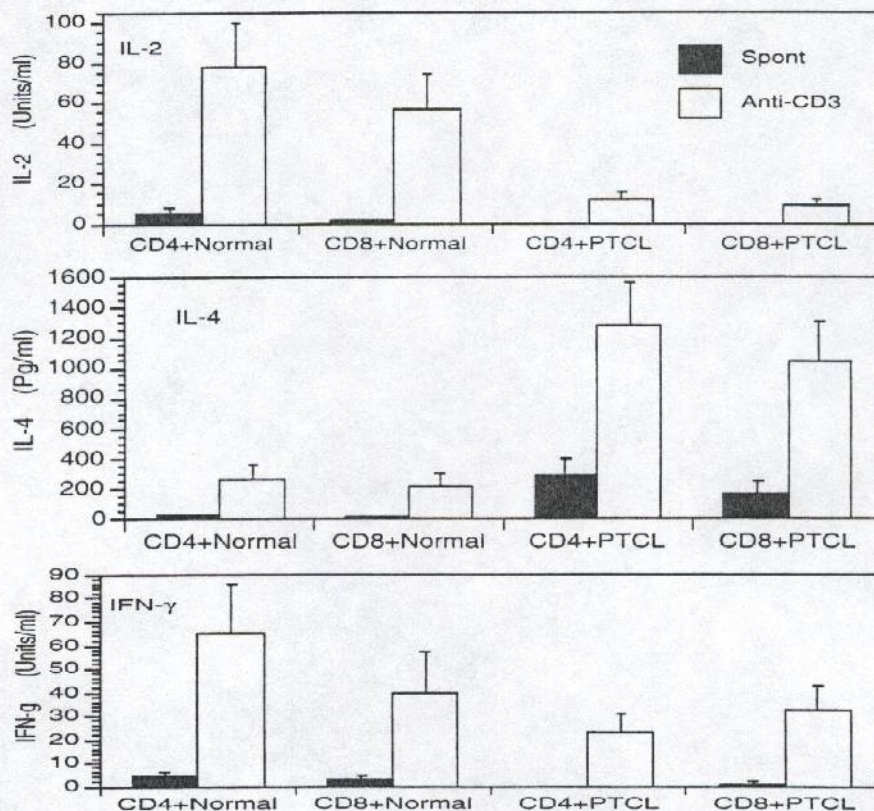 IL-2
Spont
Anti-CD3
IL-2 (Units/ml)
100
80
60
40
20
0
CD4+Normal CD8+Normal CD4+PTCL CD8+PTCL
IL-4
IL-4 (Pg/ml)
1600
1400
1200
1000
800
600
400
200
0
CD4+Normal CD8+Normal CD4+PTCL CD8+PTCL
IFN-γ
IFN-g (Units/ml)
90
80
70
60
50
40
30
20
10
0
CD4+Normal CD8+Normal CD4+PTCL CD8+PTCL